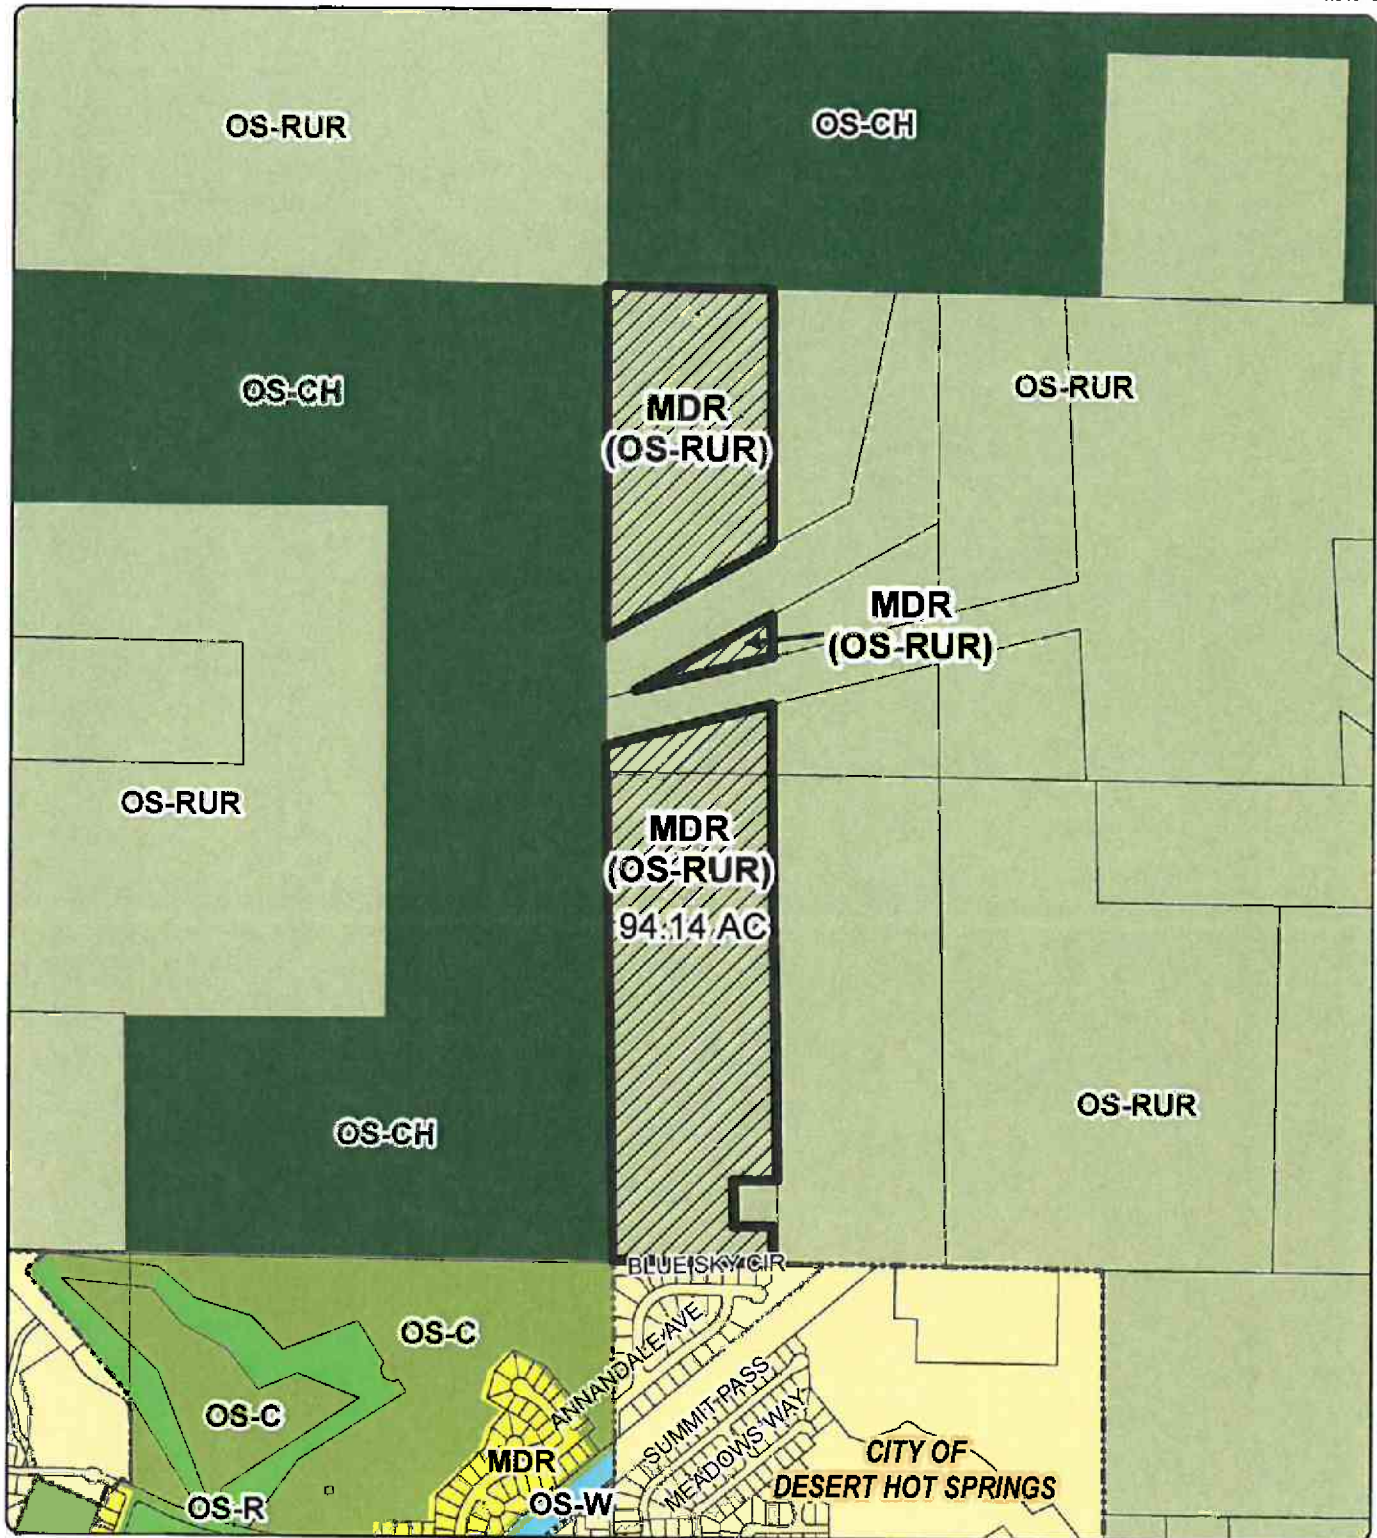 OS-RUR
OS-CH
OS-CH
MDR
(OS-RUR)
OS-RUR
MDR
(OS-RUR)
OS-RUR
MDR
(OS-RUR)
94.14 AC
OS-RUR
OS-CH
BLUE SKY CIR
OS-C
ANNANDALE AVE
SUMMIT PASS
OS-C
MEADOWS WAY
CITY OF
DESERT HOT SPRINGS
MDR
OS-R
OS-W